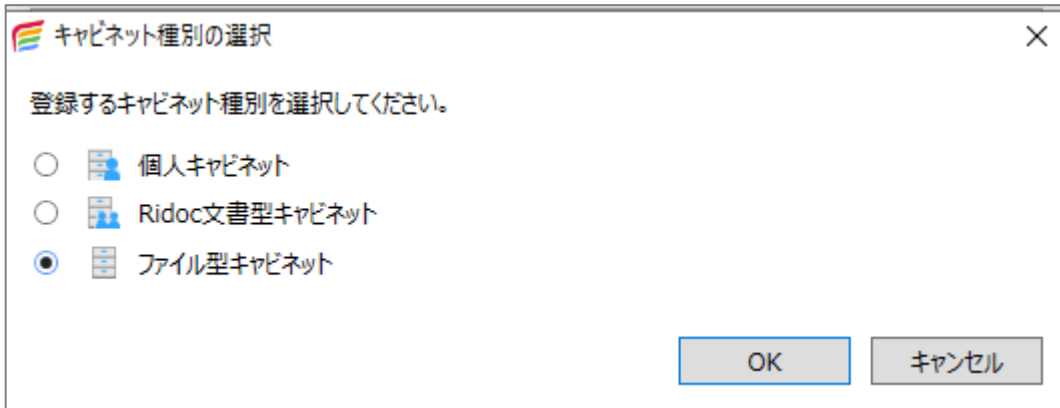 キャビネット種別の選択
登録するキャビネット種別を選択してください。
個人キャビネット
Ridoc文書型キャビネット
ファイル型キャビネット
OK キャンセル